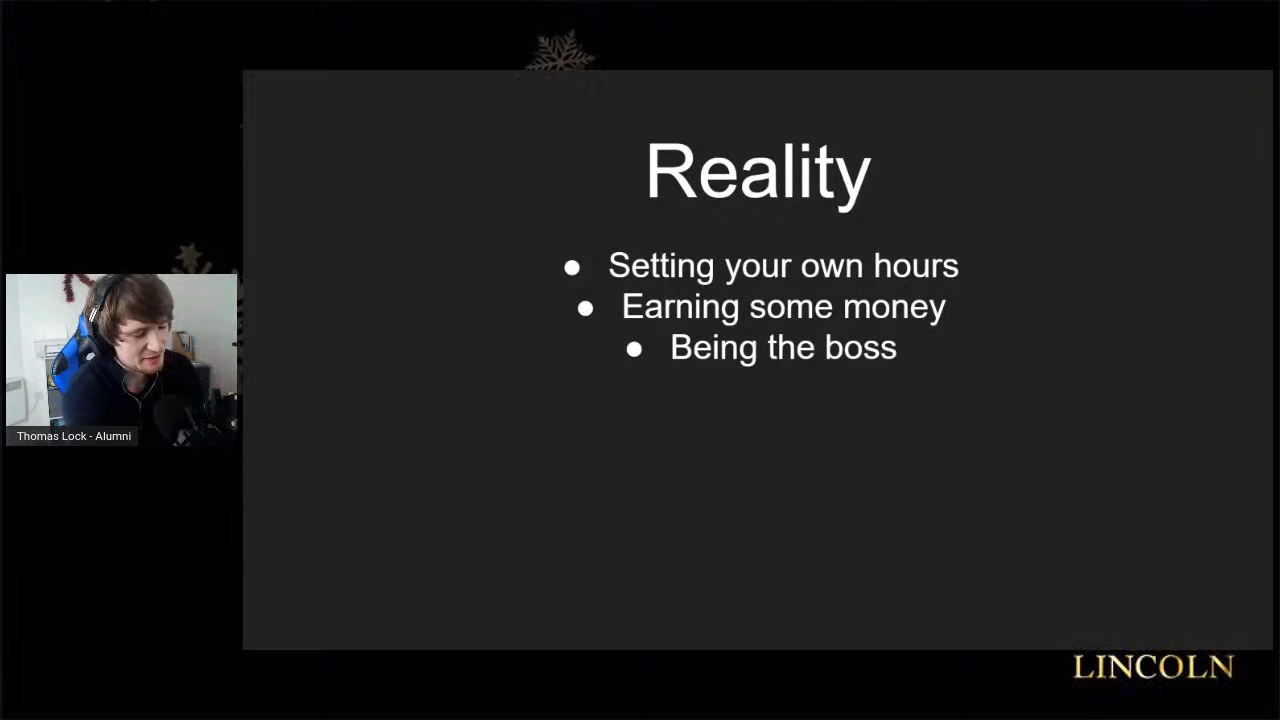 Reality
● Setting your own hours
● Earning some money
● Being the boss
Thomas Lock - Alumni
LINCOLN